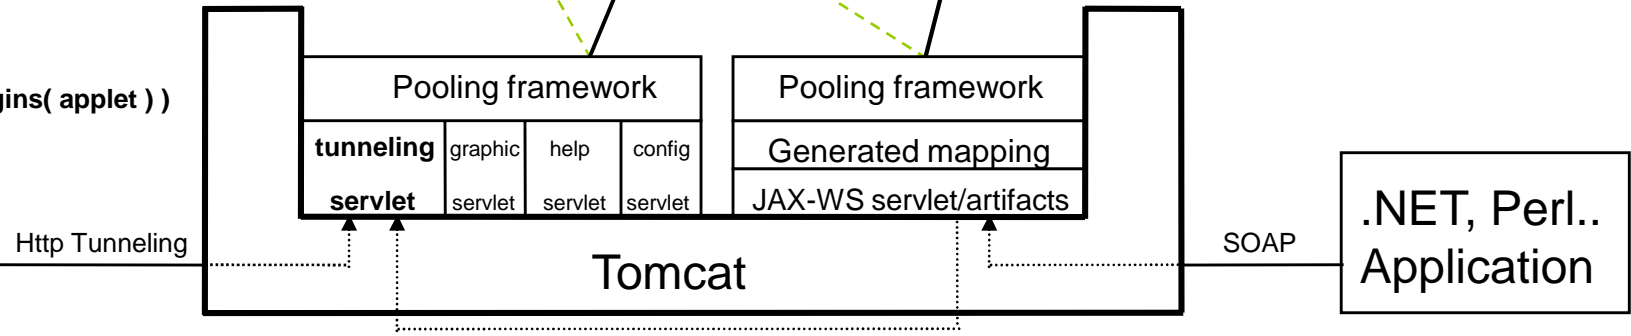 Pooling framework
Pooling framework
gins( applet ) )
tunneling
servlet
graphic
servlet
help
servlet
config
servlet
Generated mapping
JAX-WS servlet/artifacts
Http Tunneling
Tomcat
SOAP
.NET, Perl..
Application